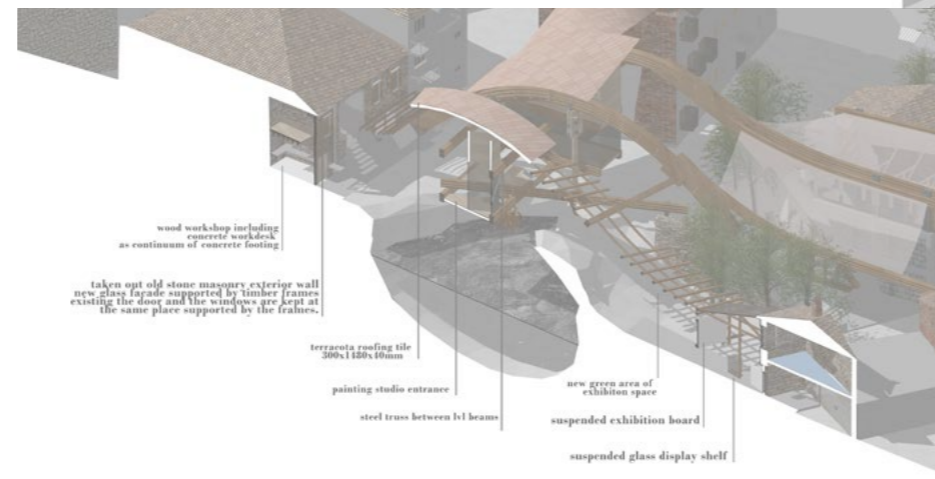 wood workshop including
concrete workdesk
as continuum of concrete footing
taken out old stone masonry exterior wall
new glass facade supported by timber frames
existing the door and the windows are kept at
the same place supported by the frames.
terracota roofing tile
300x1480x40mm
painting studio entrance
steel truss between lvl beams
new green area of
exhibiton space
suspended exhibition board
suspended glass display shelf